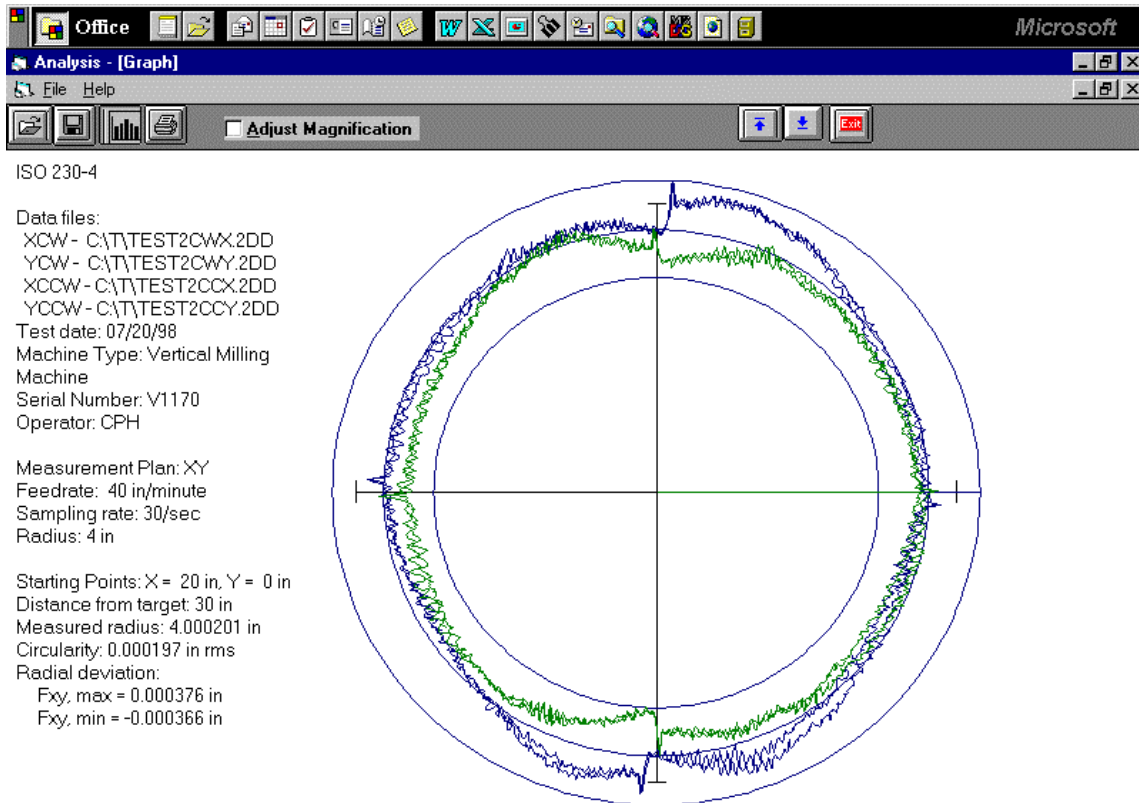 Office
Microsoft
Analysis - [Graph]
File Help
Adjust Magnification
Exit
ISO 230-4
Data files:
XCW - C:\T\TEST2CWX.2DD
YCW - C:\T\TEST2CWY.2DD
XCCW - C:\T\TEST2CCX.2DD
YCCW - C:\T\TEST2CCY.2DD
Test date: 07/20/98
Machine Type: Vertical Milling
Machine
Serial Number: V1170
Operator: CPH
Measurement Plan: XY
Feedrate: 40 in/minute
Sampling rate: 30/sec
Radius: 4 in
Starting Points: X = 20 in, Y = 0 in
Distance from target: 30 in
Measured radius: 4.000201 in
Circularity: 0.000197 in rms
Radial deviation:
Fxy, max = 0.000376 in
Fxy, min = -0.000366 in